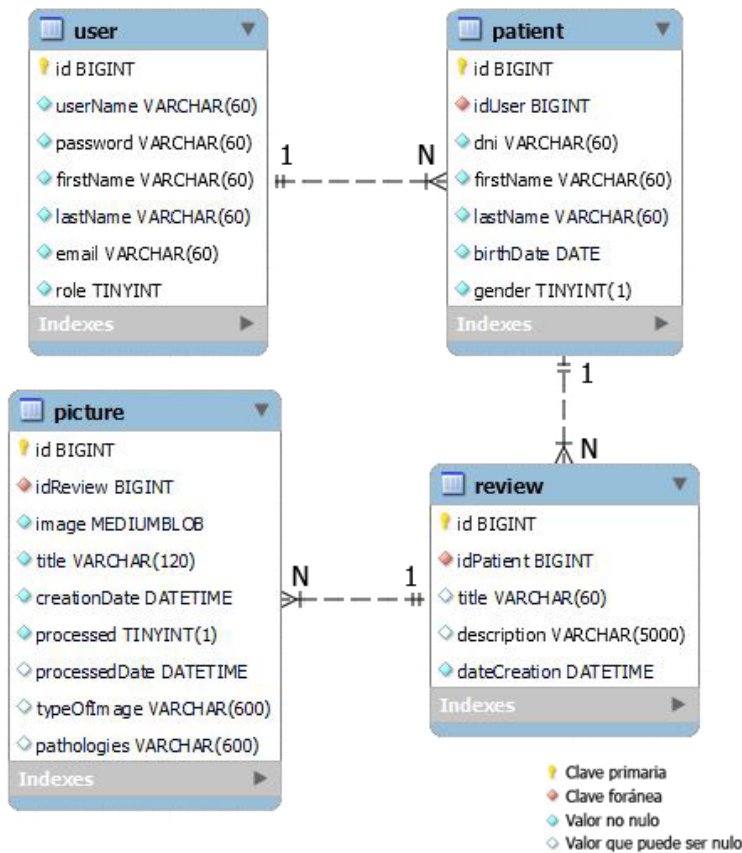 user
id BIGINT
userName VARCHAR(60)
password VARCHAR(60)
firstName VARCHAR(60)
lastName VARCHAR(60)
email VARCHAR(60)
role TINYINT
Indexes
1
N
patient
id BIGINT
idUser BIGINT
dni VARCHAR(60)
firstName VARCHAR(60)
lastName VARCHAR(60)
birthDate DATE
gender TINYINT(1)
Indexes
1
N
picture
id BIGINT
idReview BIGINT
image MEDIUMBLOB
title VARCHAR(120)
creationDate DATETIME
processed TINYINT(1)
processedDate DATETIME
typeOfImage VARCHAR(600)
pathologies VARCHAR(600)
Indexes
N
1
review
id BIGINT
idPatient BIGINT
title VARCHAR(60)
description VARCHAR(5000)
dateCreation DATETIME
Indexes
Clave primaria
Clave foránea
Valor no nulo
Valor que puede ser nulo